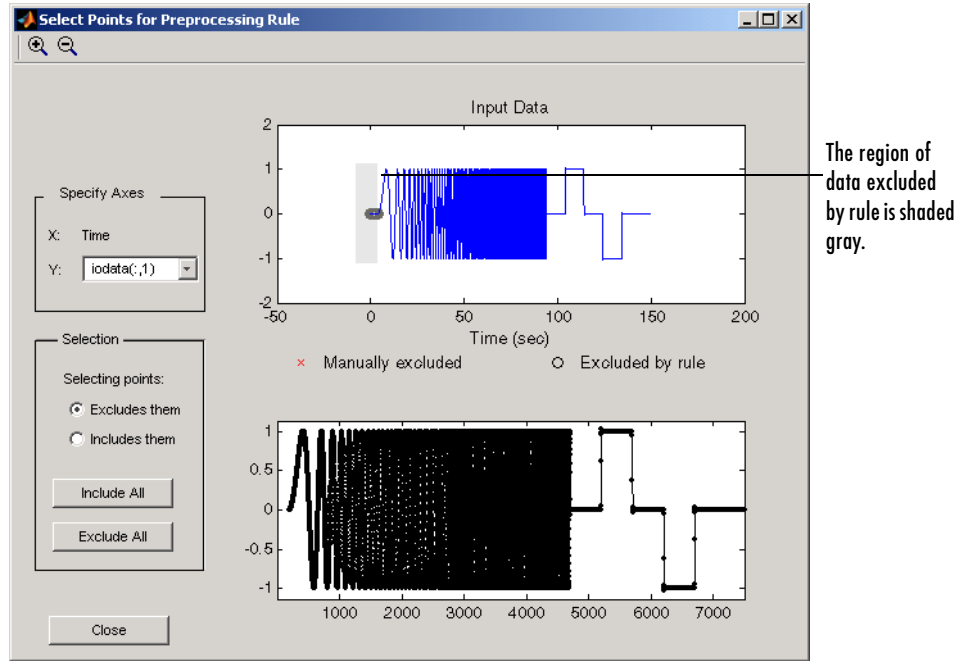 Select Points for Preprocessing Rule
Input Data
2
1
0
-1
-2
-50
0
50
100
150
200
Time (sec)
× Manually excluded
O Excluded by rule
The region of
data excluded
by rule is shaded
gray.
Specify Axes
X: Time
Y: iodata(:,1)
Selection
Selecting points:
Excludes them
Includes them
Include All
Exclude All
Close
1
0.5
0
-0.5
-1
1000
2000
3000
4000
5000
6000
7000